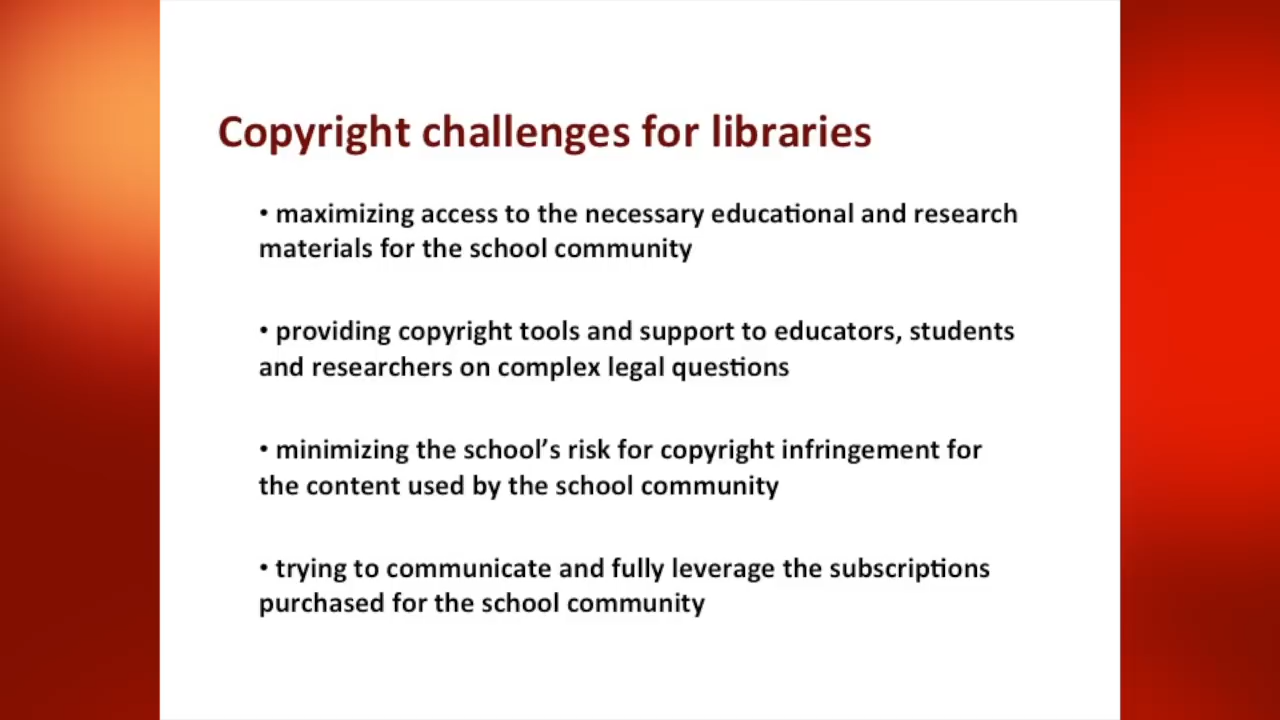 Copyright challenges for libraries
• maximizing access to the necessary educational and research
materials for the school community
• providing copyright tools and support to educators, students
and researchers on complex legal questions
• minimizing the school’s risk for copyright infringement for
the content used by the school community
• trying to communicate and fully leverage the subscriptions
purchased for the school community